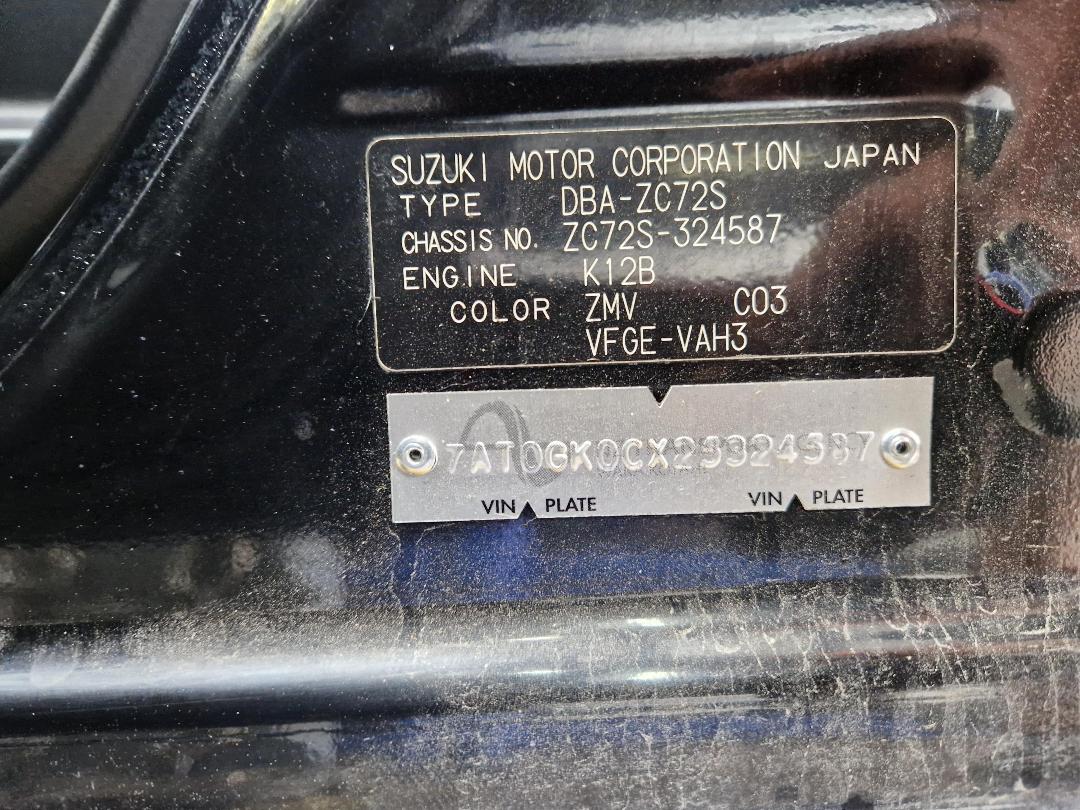 SUZUKI MOTOR CORPORATION JAPAN
TYPE DBA-ZC72S
CHASSIS NO. ZC72S-324587
ENGINE K12B
COLOR ZMV C03
VFGE-VAH3
7AT0GK0CX2S324587
VIN PLATE VIN PLATE